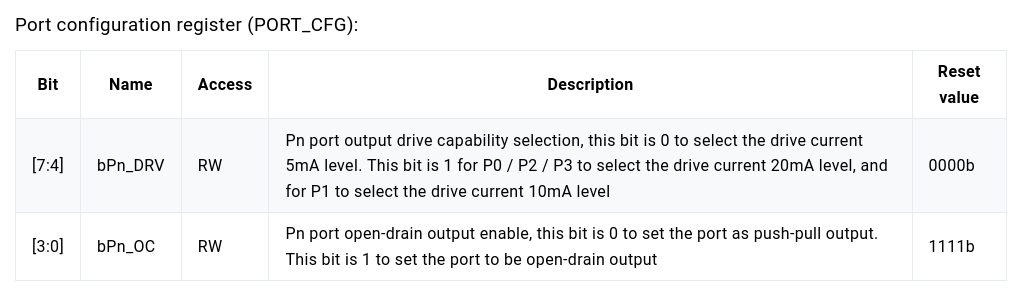 Port configuration register (PORT_CFG):
Bit Name Access Description Reset value
[7:4] bPn_DRV RW Pn port output drive capability selection, this bit is 0 to select the drive current
5mA level. This bit is 1 for P0 / P2 / P3 to select the drive current 20mA level, and
for P1 to select the drive current 10mA level
0000b
[3:0] bPn_OC RW Pn port open-drain output enable, this bit is 0 to set the port as push-pull output.
This bit is 1 to set the port to be open-drain output
1111b